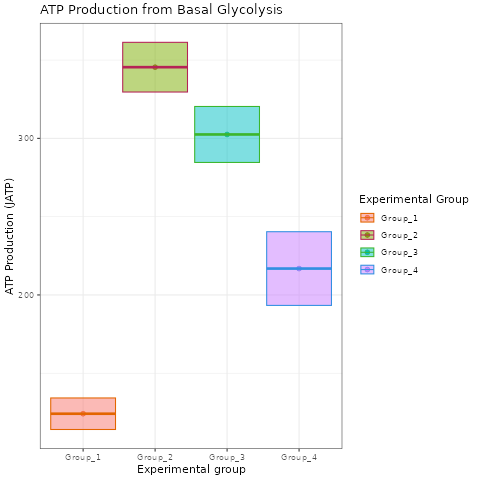 ATP Production from Basal Glycolysis
ATP Production (JATP)
300
200
Group_1 Group_2 Group_3 Group_4
Experimental group
Experimental Group
Group_1
Group_2
Group_3
Group_4